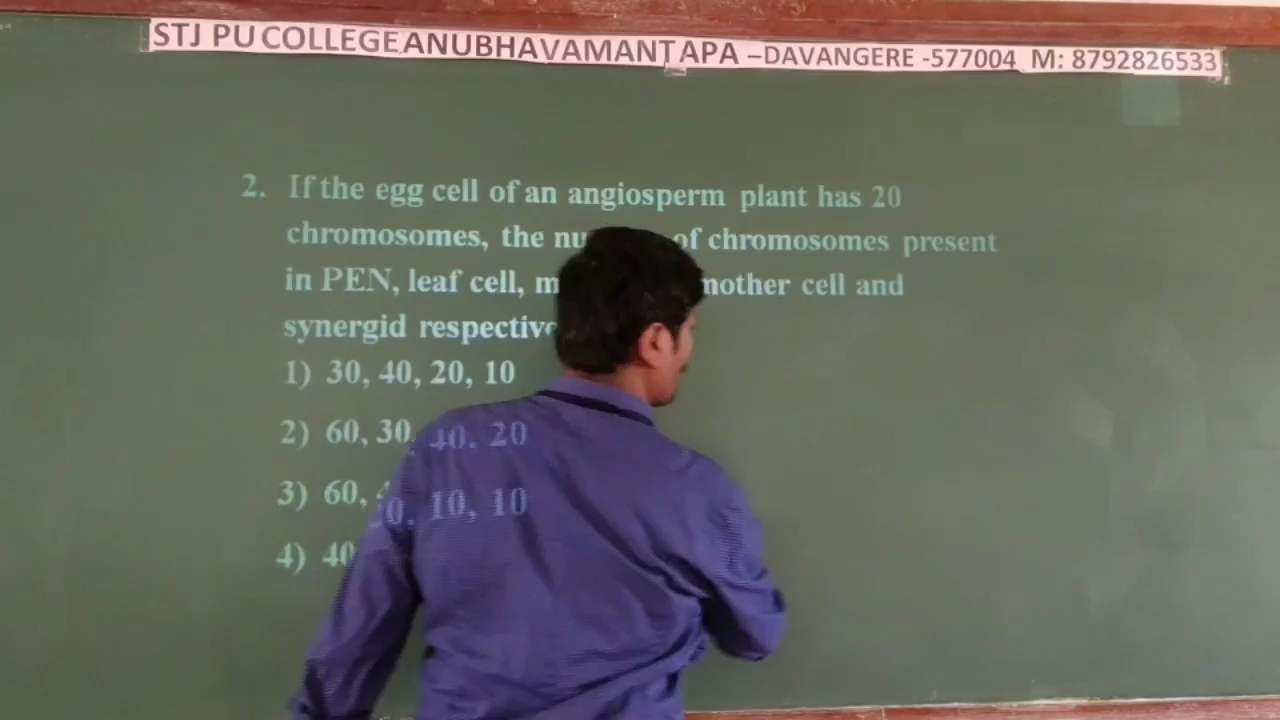 STJ PU COLLEGE ANUBHAVAMANTAPA –DAVANGERE -577004 M: 8792826533
2. If the egg cell of an angiosperm plant has 20
chromosomes, the of chromosomes present
in PEN, leaf cell, mother cell and
synergid
1) 30, 40, 20, 10
2) 60, 30, 40, 20
3) 60, 10, 10
4) 40